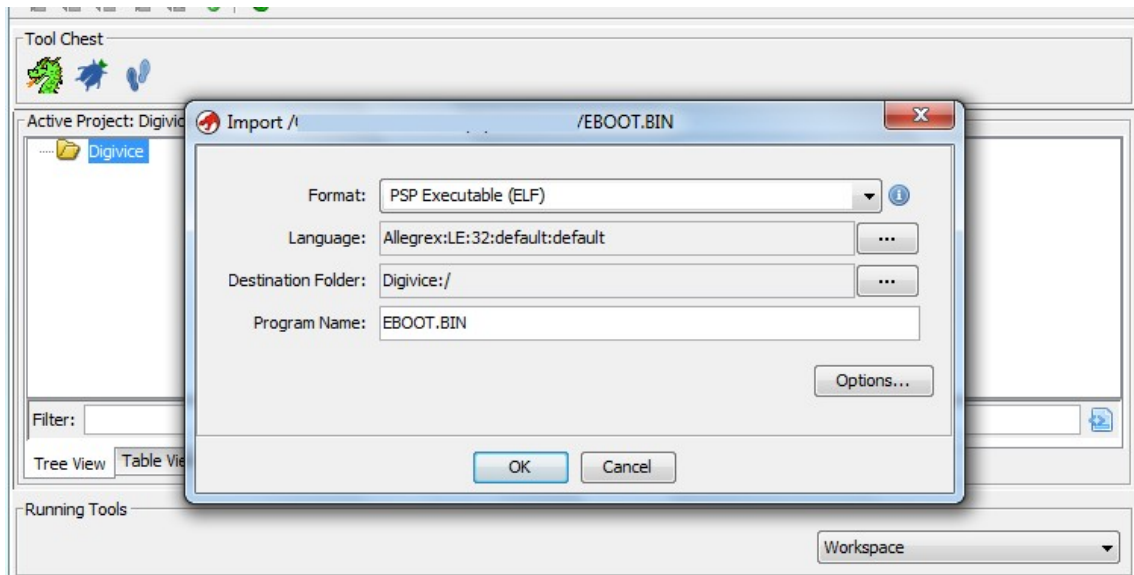 Tool Chest
Active Project: Digivic
Digivice
Import /
/EBOOT.BIN
Format:
PSP Executable (ELF)
Language:
Allegrex:LE:32:default:default
...
Destination Folder:
Digivice:/
...
Program Name:
EBOOT.BIN
Options...
Filter:
Tree View
Table Vie
OK
Cancel
Running Tools
Workspace